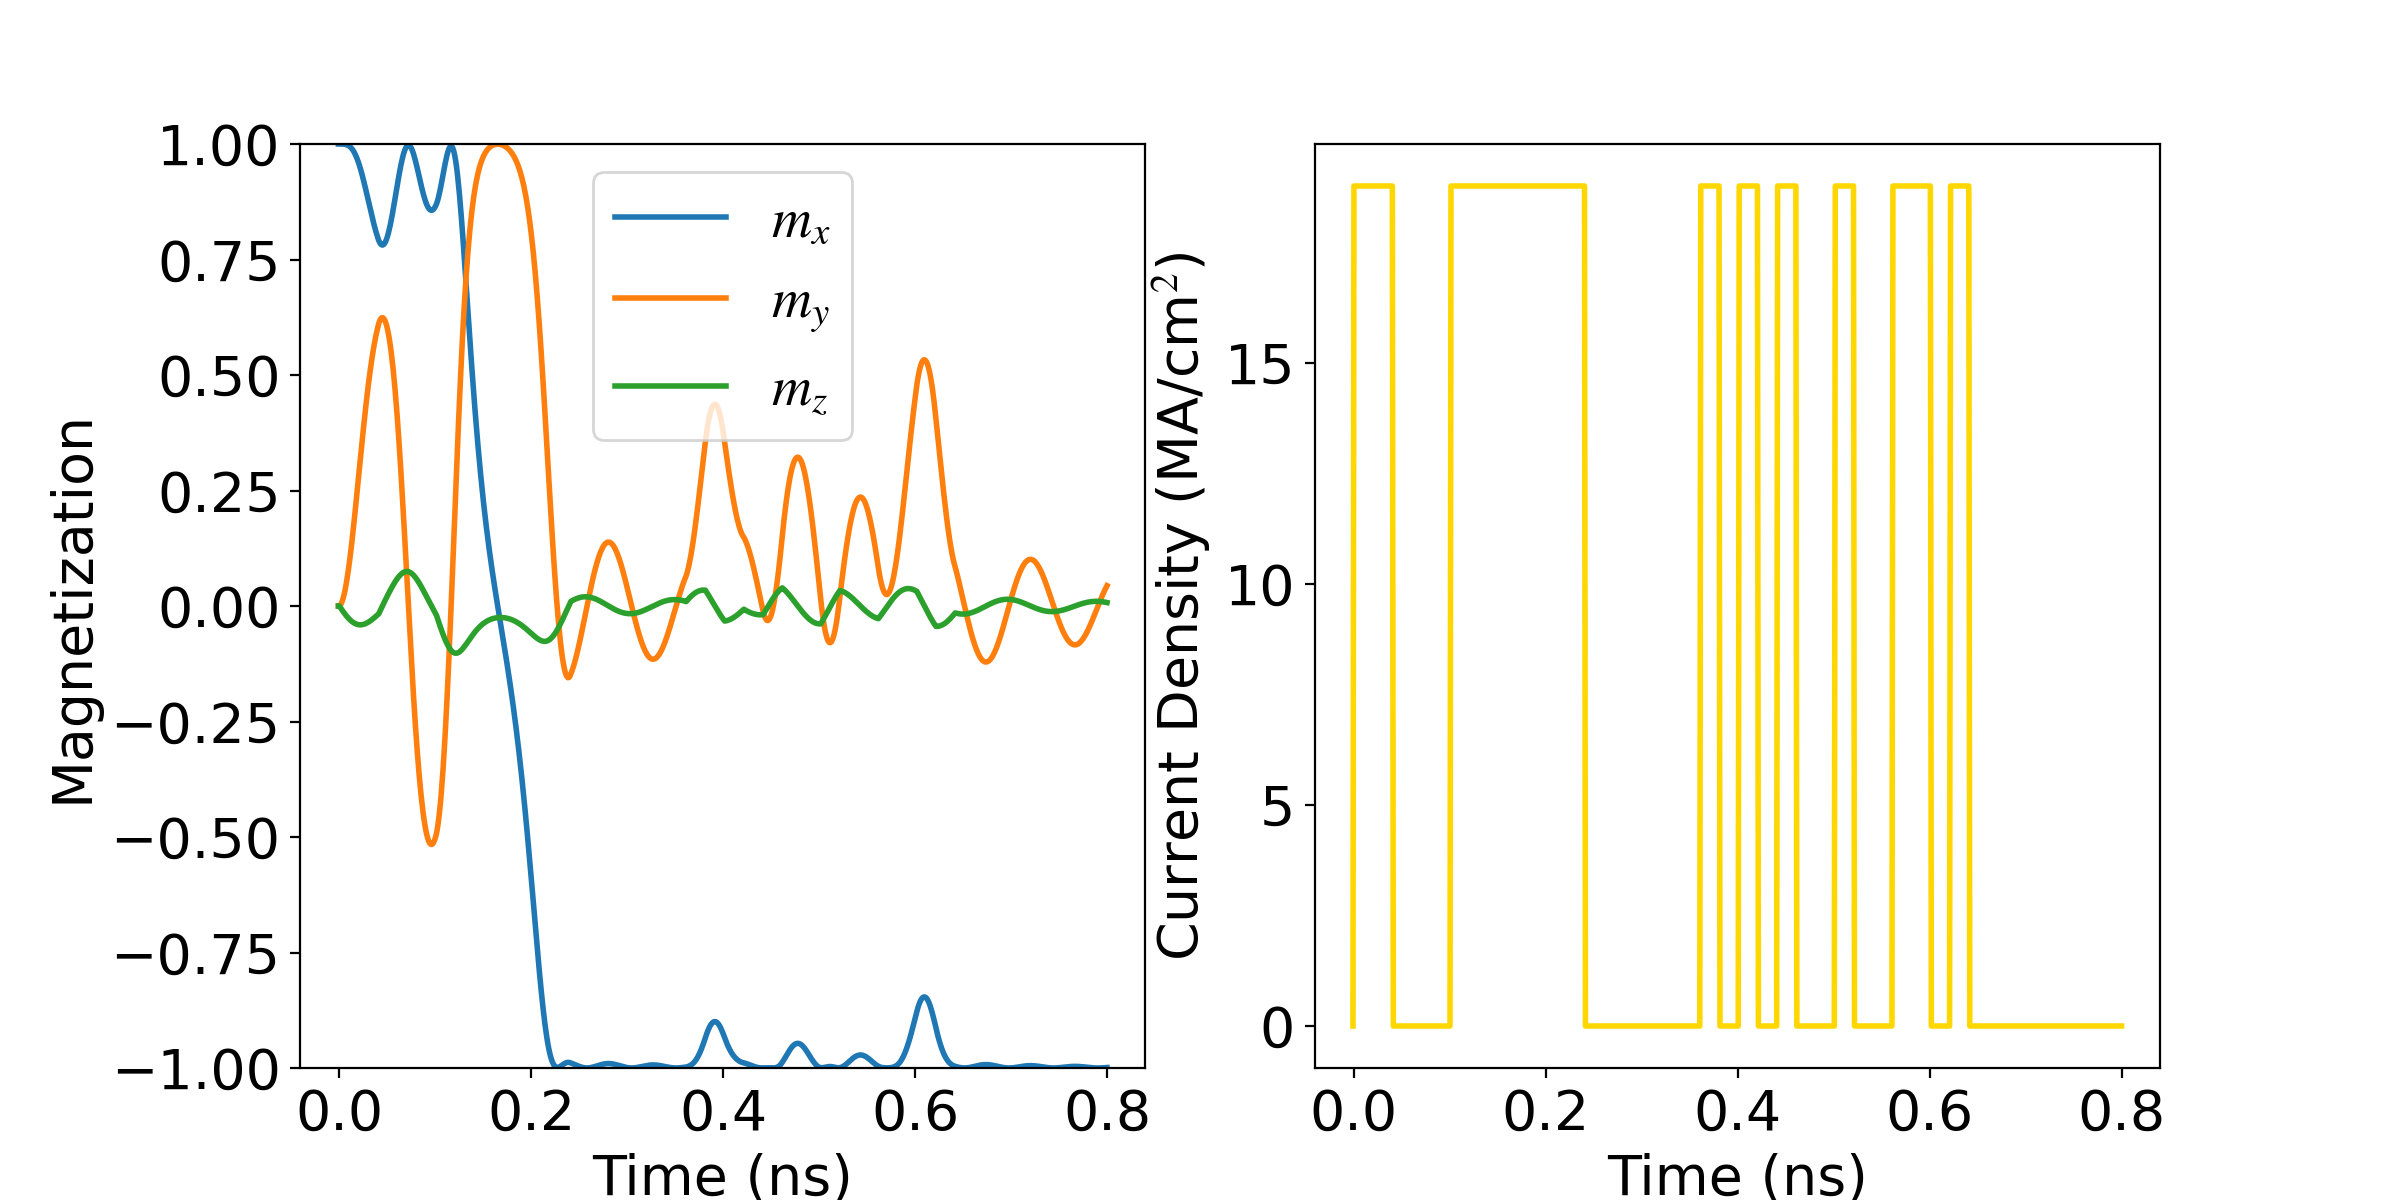 1.00
0.75
0.50
0.25
0.00
−0.25
−0.50
−0.75
−1.00
Magnetization
0.0 0.2 0.4 0.6 0.8
Time (ns)
m_x
m_y
m_z
15
10
5
0
Current Density (MA/cm²)
0.0 0.2 0.4 0.6 0.8
Time (ns)